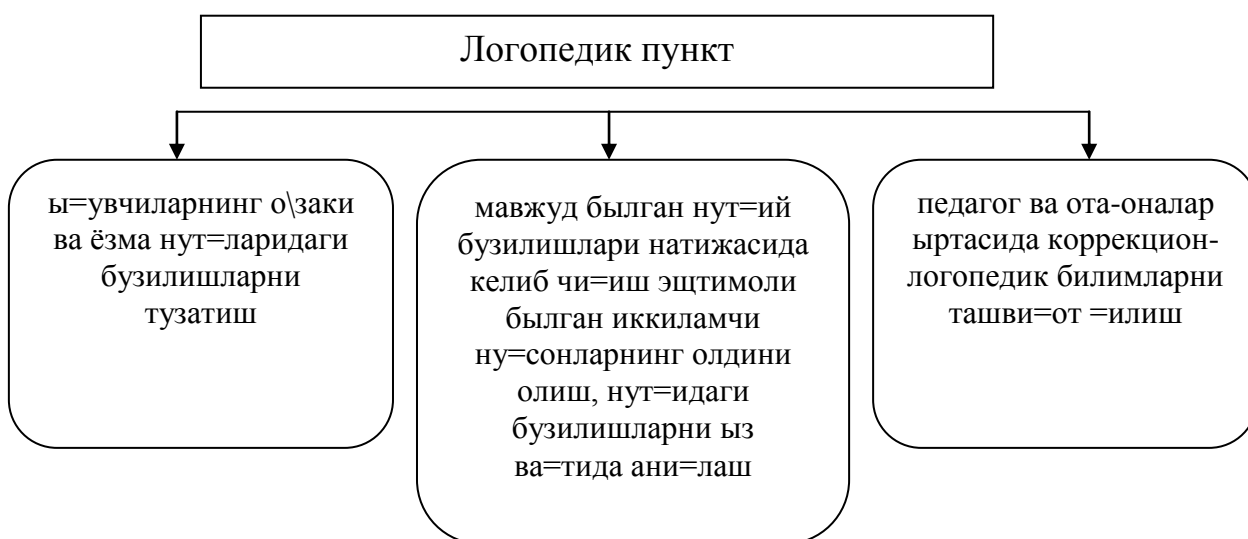 Логопедик пункт
ы=увчиларнинг о\заки
ва ёзма нут=ларидаги
бузилишларни
тузатиш
мавжуд былган нут=ий
бузилишлари натижасида
келиб чи=иш эщтимоли
былган иккиламчи
ну=сонларнинг олдини
олиш, нут=идаги
бузилишларни ыз
ва=тида ани=лаш
педагог ва ота-оналар
ыртасида коррекцион-
логопедик билимларни
ташви=от =илиш